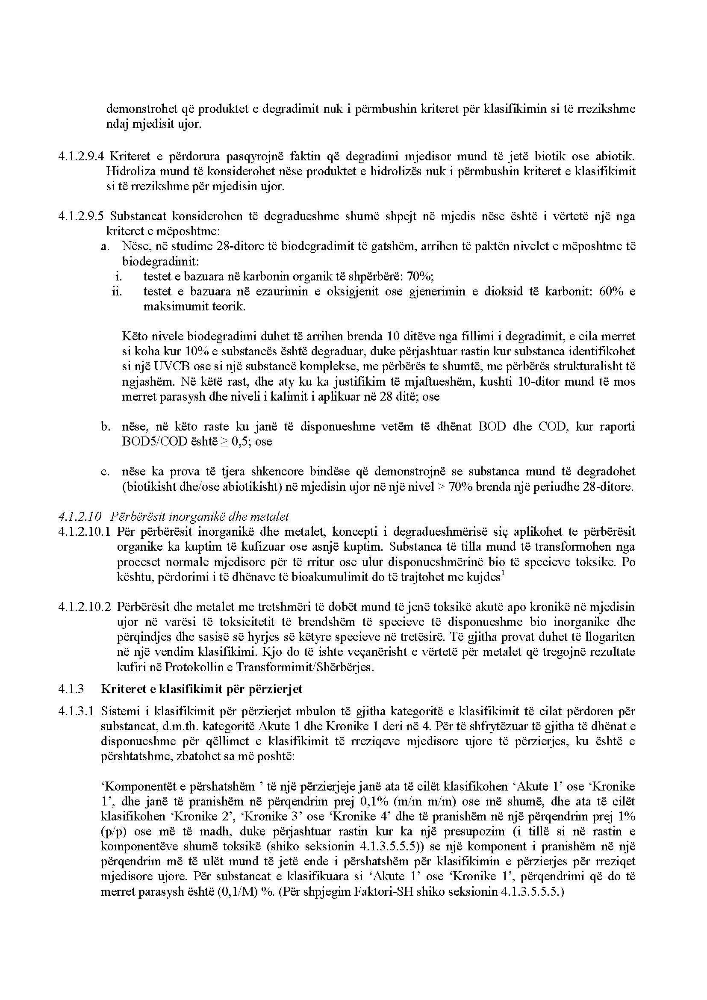 demonstrohet që produktet e degradimit nuk i përmbushin kriteret për klasifikimin si të rrezikshme
ndaj mjedisit ujor.
4.1.2.9.4 Kriteret e përdorura pasqyrojnë faktin që degradimi mjedisor mund të jetë biotik ose abiotik.
Hidroliza mund të konsiderohet nëse produktet e hidrolizës nuk i përmbushin kriteret e klasifikimit
si të rrezikshme për mjedisin ujor.
4.1.2.9.5 Substancat konsiderohen të degradueshme shumë shpejt në mjedis nëse është i vërtetë një nga
kriteret e mëposhtme:
a. Nëse, në studime 28-ditore të biodegradimit të gatshëm, arrihen të paktën nivelet e mëposhtme të
biodegradimit:
i. testet e bazuara në karbonin organik të shpërbërë: 70%;
ii. testet e bazuara në ezaurimin e oksigjenit ose gjenerimin e dioksid të karbonit: 60% e
maksimumit teorik.
Këto nivele biodegradimi duhet të arrihen brenda 10 ditëve nga fillimi i degradimit, e cila merret
si koha kur 10% e substancës është degraduar, duke përjashtuar rastin kur substanca identifikohet
si një UVCB ose si një substancë komplekse, me përbërës te shumtë, me përbërës strukturalisht të
ngjashëm. Në këtë rast, dhe aty ku ka justifikim të mjaftueshëm, kushti 10-ditor mund të mos
merret parasysh dhe niveli i kalimit i aplikuar në 28 ditë; ose
b. nëse, në këto raste ku janë të disponueshme vetëm të dhënat BOD dhe COD, kur raporti
BOD5/COD është ≥ 0,5; ose
c. nëse ka prova të tjera shkencore bindëse që demonstrojnë se substanca mund të degradohet
(biotikisht dhe/ose abiotikisht) në mjedisin ujor në një nivel > 70% brenda një periudhe 28-ditore.
4.1.2.10 Përbërësit inorganikë dhe metalet
4.1.2.10.1 Për përbërësit inorganikë dhe metalet, koncepti i degradueshmërisë siç aplikohet te përbërësit
organike ka kuptim të kufizuar ose asnjë kuptim. Substanca të tilla mund të transformohen nga
proceset normale mjedisore për të rritur ose ulur disponueshmërinë bio të specieve toksike. Po
kështu, përdorimi i të dhënave të bioakumulimit do të trajtohet me kujdes¹
4.1.2.10.2 Përbërësit dhe metalet me tretshmëri të dobët mund të jenë toksikë akutë apo kronikë në mjedisin
ujor në varësi të toksicitetit të brendshëm të specieve të disponueshme bio inorganike dhe
përqindjes dhe sasisë së hyrjes së këtyre specieve në tretësirë. Të gjitha provat duhet të llogariten
në një vendim klasifikimi. Kjo do të ishte veçanërisht e vërtetë për metalet që tregojnë rezultate
kufiri në Protokollin e Transformimit/Shërbërjes.
4.1.3 Kriteret e klasifikimit për përzierjet
4.1.3.1 Sistemi i klasifikimit për përzierjet mbulon të gjitha kategoritë e klasifikimit të cilat përdoren për
substancat, d.m.th. kategoritë Akute 1 dhe Kronike 1 deri në 4. Për të shfrytëzuar të gjitha të dhënat e
disponueshme për qëllimet e klasifikimit të rreziqeve mjedisore ujore të përzierjes, ku është e
përshtatshme, zbatohet sa më poshtë:
‘Komponentët e përshatshëm ’ të një përzierjeje janë ata të cilët klasifikohen ‘Akute 1’ ose ‘Kronike
1’, dhe janë të pranishëm në përqendrim prej 0,1% (m/m m/m) ose më shumë, dhe ata të cilët
klasifikohen ‘Kronike 2’, ‘Kronike 3’ ose ‘Kronike 4’ dhe të pranishëm në një përqendrim prej 1%
(p/p) ose më të madh, duke përjashtuar rastin kur ka një presupozim (i tillë si në rastin e
komponentëve shumë toksikë (shiko seksionin 4.1.3.5.5.5)) se një komponent i pranishëm në një
përqendrim më të ulët mund të jetë ende i përshatshëm për klasifikimin e përzierjes për rreziqet
mjedisore ujore. Për substancat e klasifikuara si ‘Akute 1’ ose ‘Kronike 1’, përqendrimi që do të
merret parasysh është (0,1/M) %. (Për shpjegim Faktori-SH shiko seksionin 4.1.3.5.5.5.)